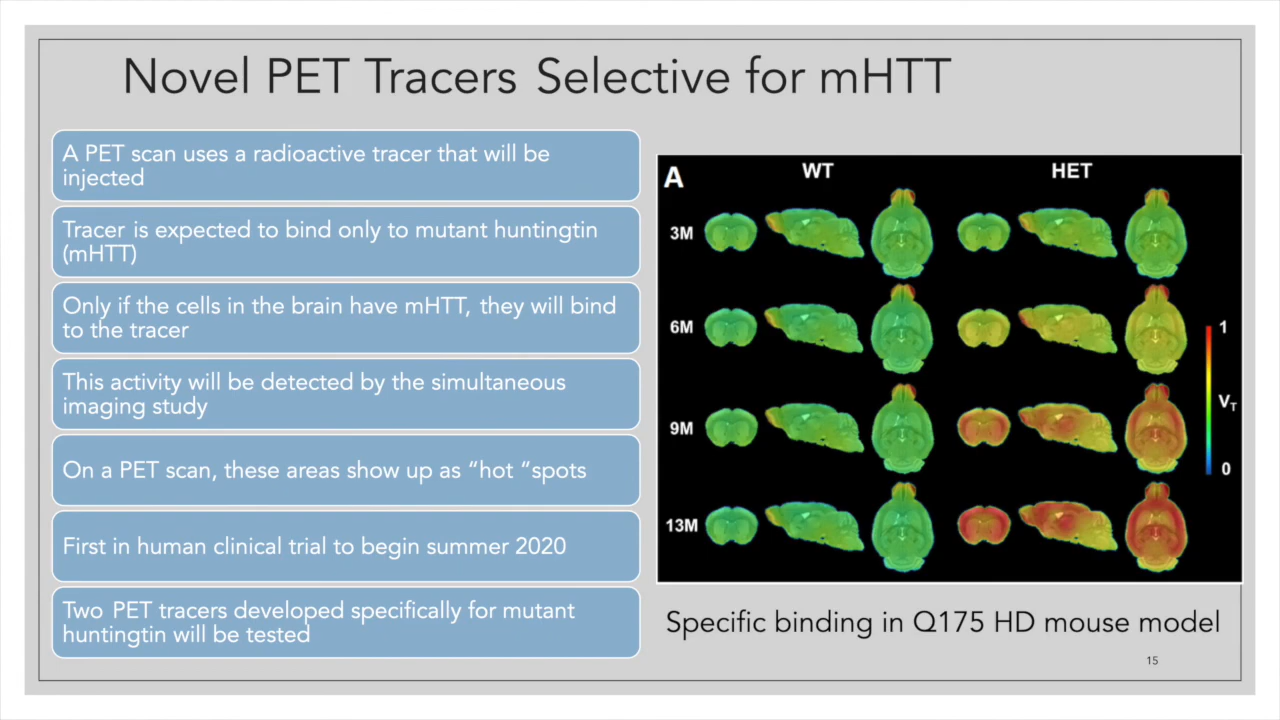 Novel PET Tracers Selective for mHTT
A PET scan uses a radioactive tracer that will be
injected
Tracer is expected to bind only to mutant huntingtin
(mHTT)
Only if the cells in the brain have mHTT, they will bind
to the tracer
This activity will be detected by the simultaneous
imaging study
On a PET scan, these areas show up as “hot “spots
First in human clinical trial to begin summer 2020
Two PET tracers developed specifically for mutant
huntingtin will be tested
A
WT
HET
3M
6M
9M
13M
1
VT
0
Specific binding in Q175 HD mouse model
15